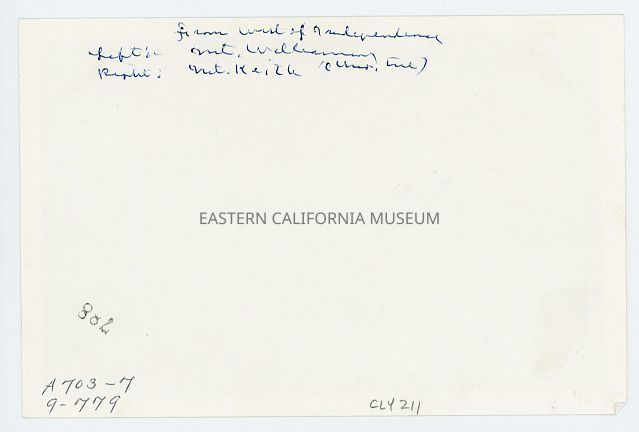 From West of Independence
Left: Mt. Williamson
Right: Mt. Keith
EASTERN CALIFORNIA MUSEUM
802
A703-7
9-779
CLY211